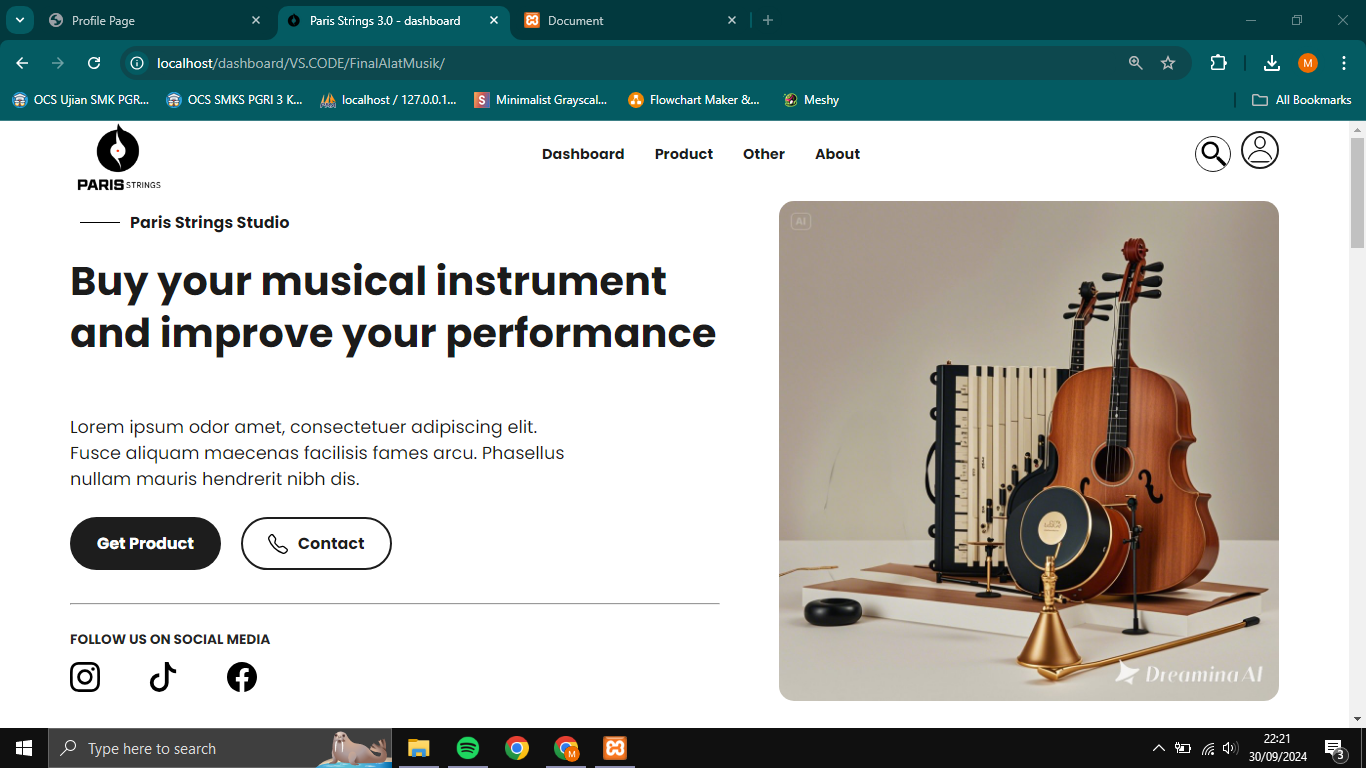 Profile Page
Paris Strings 3.0 - dashboard
Document
localhost/dashboard/VS.CODE/FinalAlatMusik/
M
OCS Ujian SMK PGR...
OCS SMKS PGRI 3 K...
localhost / 127.0.0.1...
Minimalist Grayscal...
Flowchart Maker &...
Meshy
All Bookmarks
PARIS STRINGS
Dashboard
Product
Other
About
Paris Strings Studio
Buy your musical instrument
and improve your performance
Lorem ipsum odor amet, consectetuer adipiscing elit.
Fusce aliquam maecenas facilisis fames arcu. Phasellus
nullam mauris hendrerit nibh dis.
Get Product
Contact
FOLLOW US ON SOCIAL MEDIA
AI
Dreamina AI
Type here to search
M
22:21
30/09/2024
3